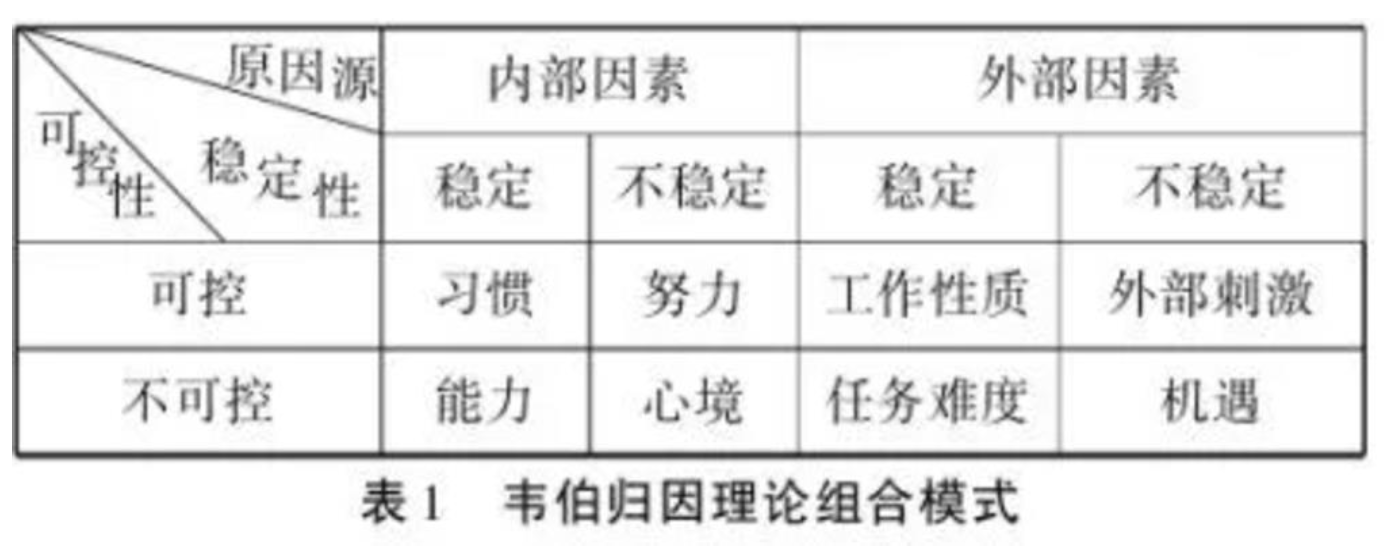 原因源 内部因素 外部因素
可控性 稳定性 稳定 不稳定 稳定 不稳定
可控 习惯 努力 工作性质 外部刺激
不可控 能力 心境 任务难度 机遇
表1 韦伯归因理论组合模式